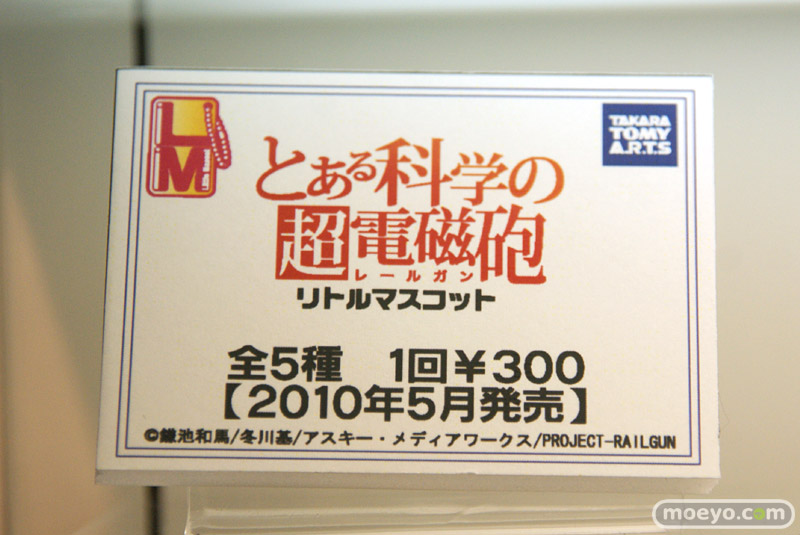 LM
Little Mascot
TAKARA
TOMY
A.R.T.S
とある科学の
超電磁砲
レールガン
リトルマスコット
全5種 1回￥300
【2010年5月発売】
©鎌池和馬/冬川基/アスキー・メディアワークス/PROJECT-RAILGUN
moeyo.com